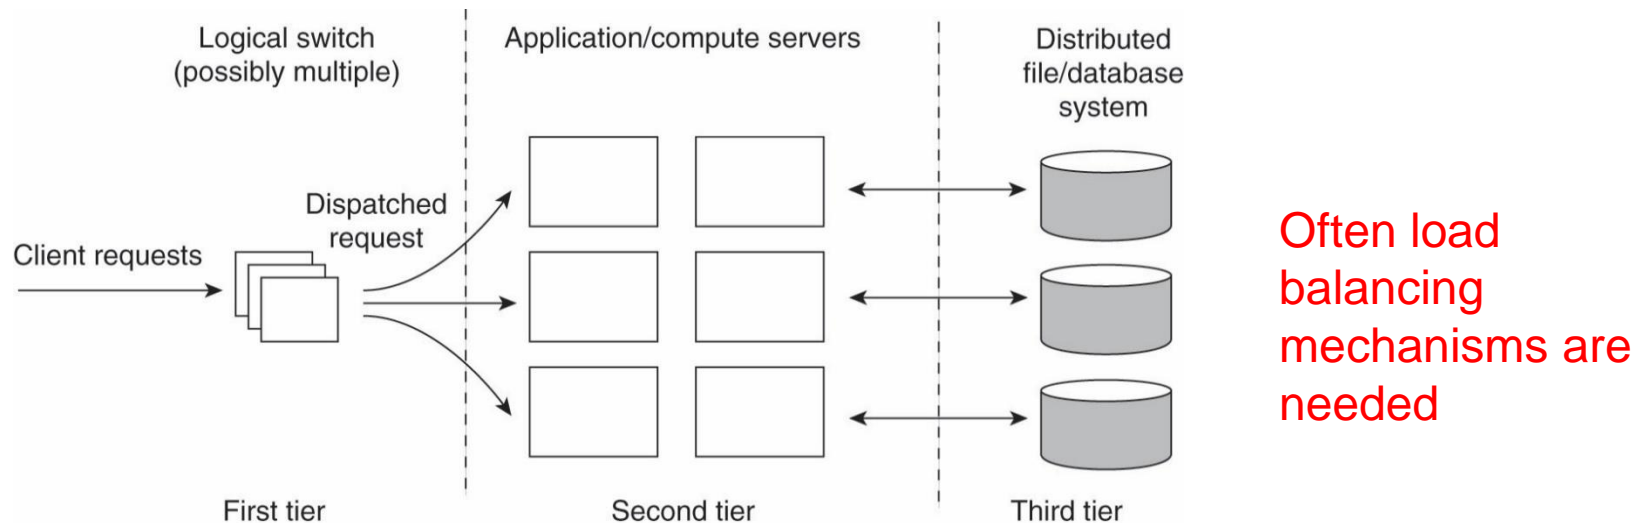 Logical switch
(possibly multiple)
Application/compute servers
Distributed
file/database
system
Dispatched
request
Client requests
Often load
balancing
mechanisms are
needed
First tier
Second tier
Third tier